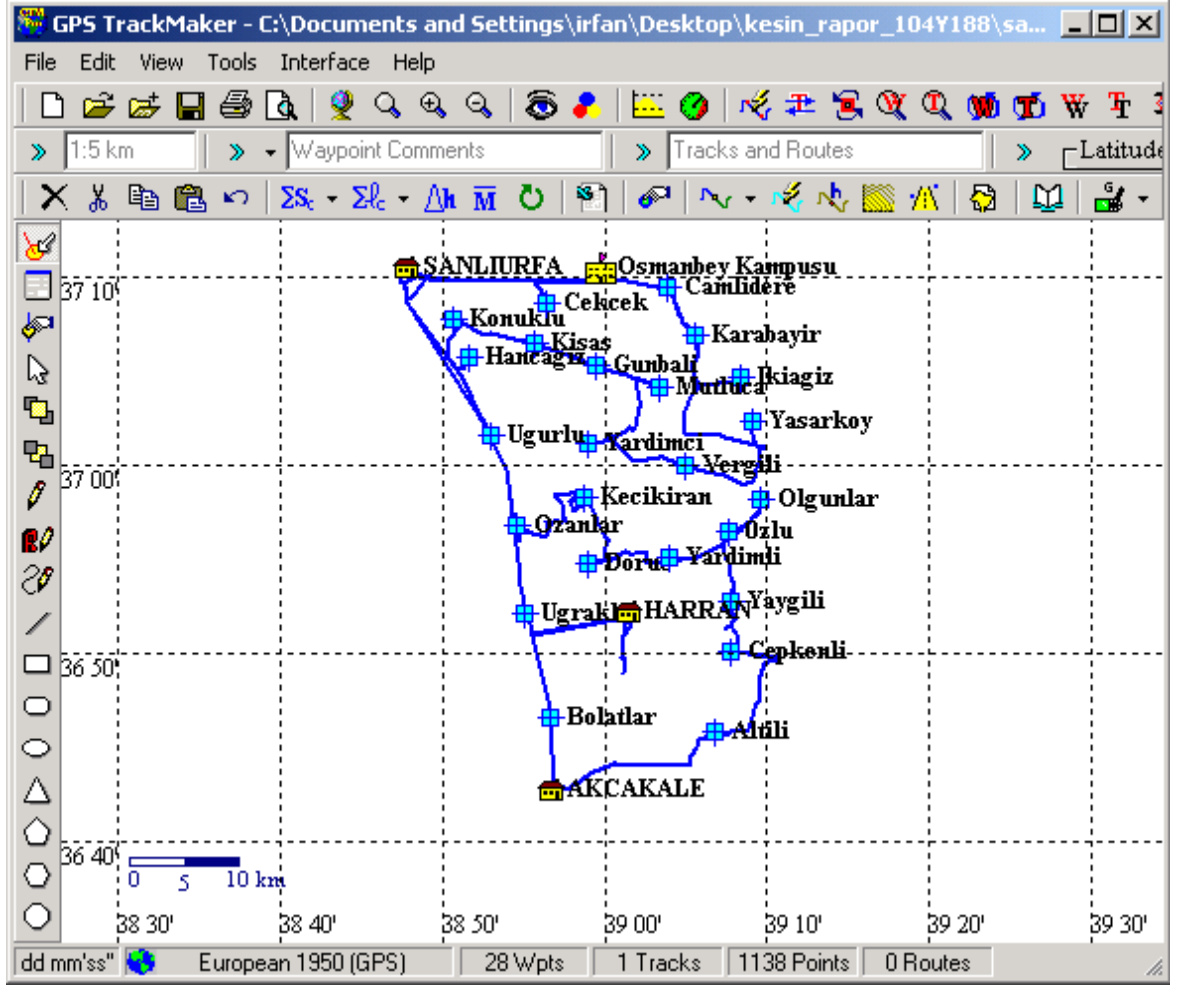 GPS TrackMaker - C:\Documents and Settings\irfan\Desktop\kesin_rapor_104Y188\sa...
File Edit View Tools Interface Help
1:5 km Waypoint Comments Tracks and Routes Latitude
ΣSc Σℓc Δh M
SANLIURFA Osmanbey Kampusu
37 10'
Camlidere
Cekcek
Konuklu
Karabayir
Kisas
Hancagiz Gunbali
Mutluca Ikiagiz
Yasarkoy
Ugurlu Yardimci
Vergili
37 00'
Kecikiran Olgunlar
Ozanlar Ozlu
Doruc Yardimli
Yaygili
Ugrakli HARRAN
Cepkenli
36 50'
Bolatlar
Altili
AKCAKALE
36 40'
0 5 10 km
38 30' 38 40' 38 50' 39 00' 39 10' 39 20' 39 30'
dd mm'ss" European 1950 (GPS) 28 Wpts 1 Tracks 1138 Points 0 Routes